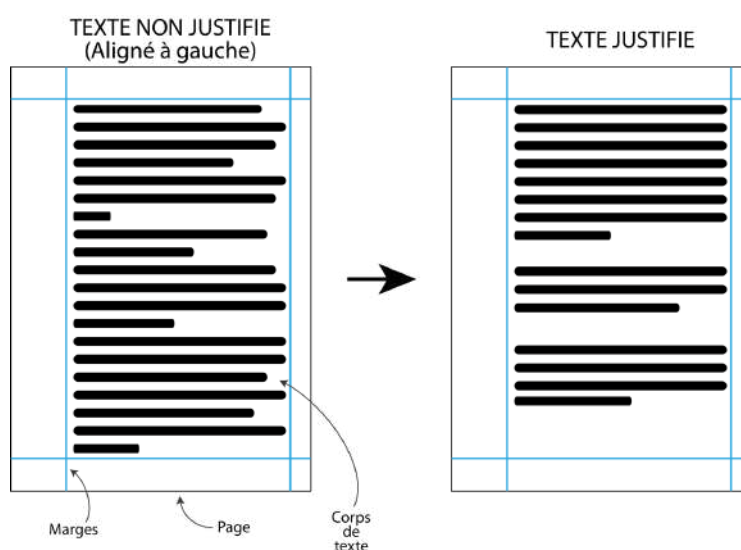 TEXTE NON JUSTIFIE
(Aligné à gauche)
TEXTE JUSTIFIE
Marges
Page
Corps
de
texte